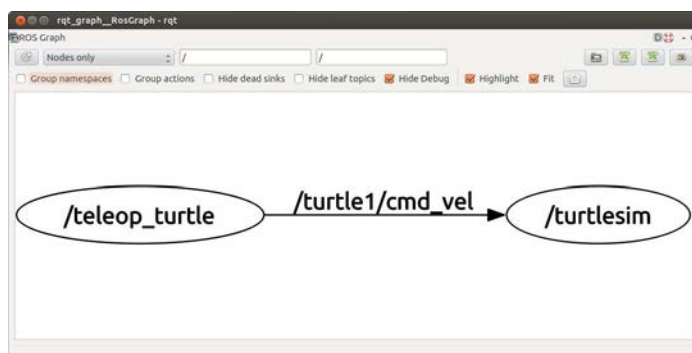 rqt_graph__RosGraph - rqt
ROS Graph
Nodes only / /
Group namespaces Group actions Hide dead sinks Hide leaf topics Hide Debug Highlight Fit
/teleop_turtle /turtle1/cmd_vel /turtlesim